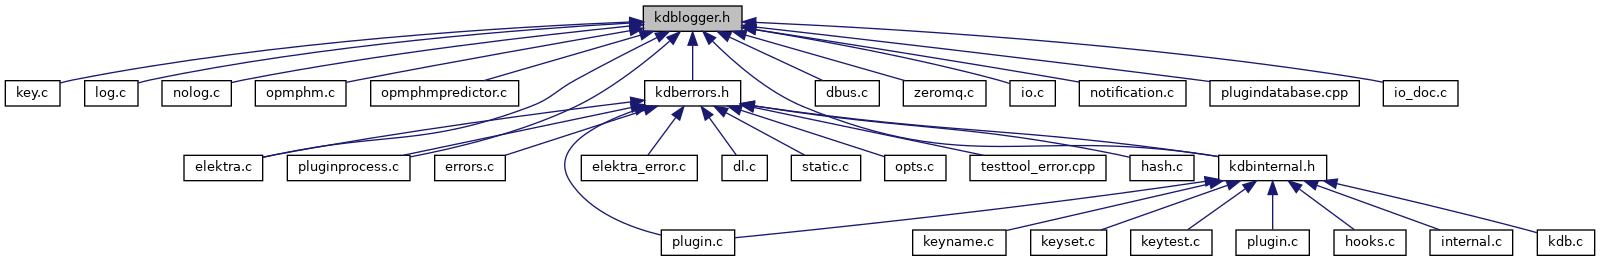 kdblogger.h
key.c
log.c
nolog.c
opmphm.c
opmphmpredictor.c
kdberrors.h
dbus.c
zeromq.c
io.c
notification.c
plugindatabase.cpp
io_doc.c
elektra.c
pluginprocess.c
errors.c
elektra_error.c
dl.c
static.c
opts.c
testtool_error.cpp
hash.c
kdbinternal.h
plugin.c
keyname.c
keyset.c
keytest.c
plugin.c
hooks.c
internal.c
kdb.c